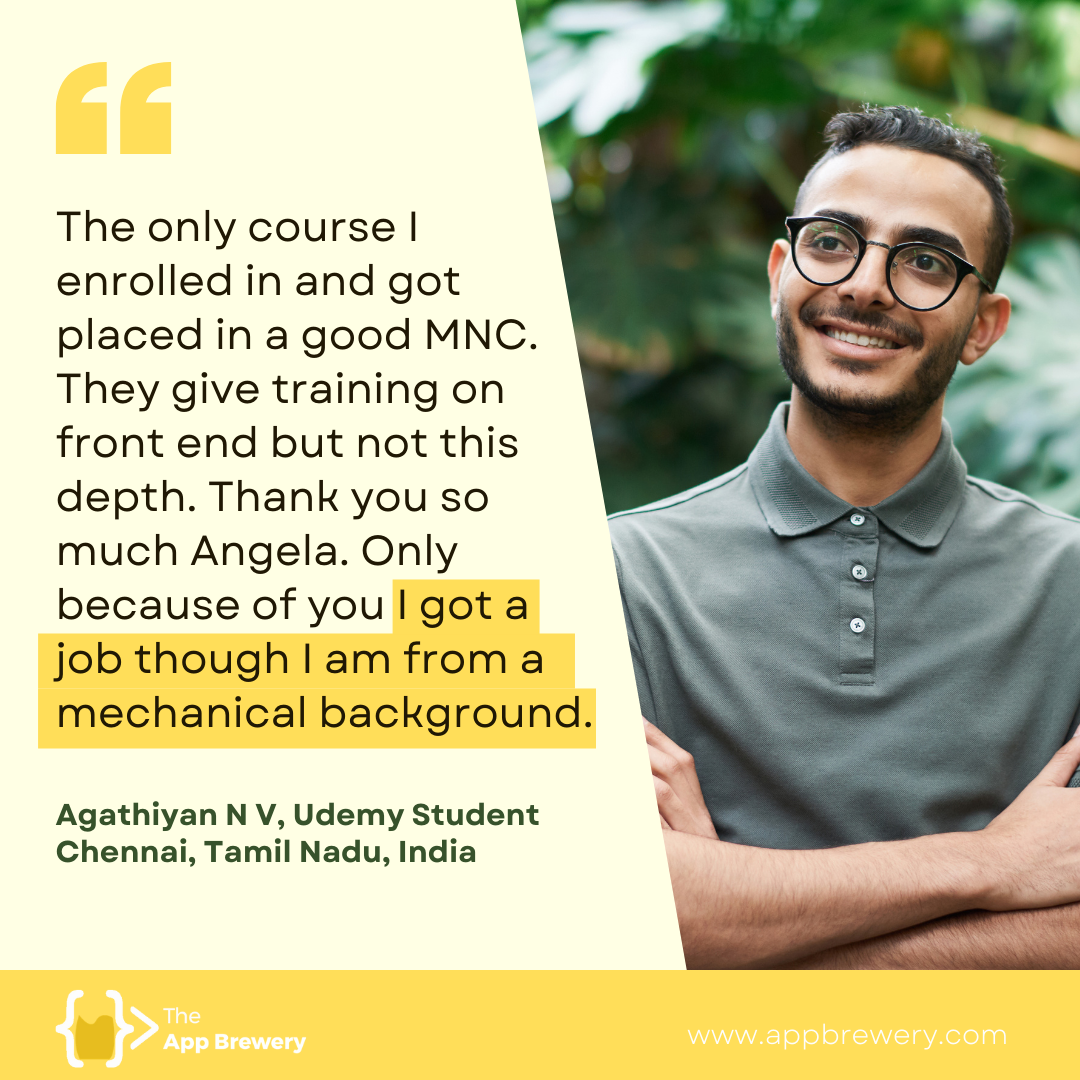 The only course I
enrolled in and got
placed in a good MNC.
They give training on
front end but not this
depth. Thank you so
much Angela. Only
because of you I got a
job though I am from a
mechanical background.
Agathiyan N V, Udemy Student
Chennai, Tamil Nadu, India
The
App Brewery
www.appbrewery.com